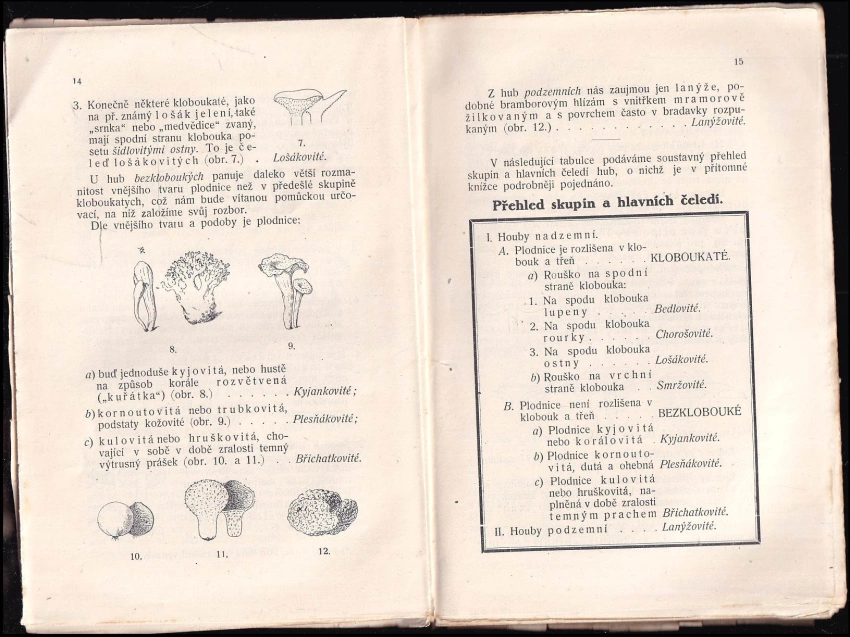 14
3. Konečně některé kloboukaté, jako
na př. známý lošák jelení, také
„srnka" nebo „medvědice" zvaný,
mají spodní stranu klobouka po-
setu šídlovitými ostny. To je če-
leď lošákovitých (obr. 7.) . Lošákovité.
7.
U hub bezkloboukých panuje daleko větší rozma-
nitost vnějšího tvaru plodnice než v předešlé skupině
kloboukatých, což nám bude vítanou pomůckou určo-
vací, na níž založíme svůj rozbor.
Dle vnějšího tvaru a podoby je plodnice:
8.
9.
a) buď jednoduše kyjovitá, nebo hustě
na způsob korále rozvětvená
(„kuřátka") (obr. 8.) . . . . . . Kyjankovité;
b) kornoutovitá nebo trubkovitá,
podstaty kožovité (obr. 9.) . . . . . Plesňákovité;
c) kulovitá nebo hruškovitá, cho-
vající v sobě v době zralosti temný
výtrusný prášek (obr. 10. a 11.) . . . Břichatkovité.
10.
11.
12.
15
Z hub podzemních nás zaujmou jen lanýže, po-
dobné bramborovým hlízám s vnitřkem mramorově
žilkovaným a s povrchem často v bradavky rozpu-
kaným (obr. 12.) . . . . . . . . . . . . Lanýžovité.
V následující tabulce podáváme soustavný přehled
skupin a hlavních čeledí hub, o nichž je v přítomné
knížce podrobněji pojednáno.
Přehled skupin a hlavních čeledí.
I. Houby nadzemní.
A. Plodnice je rozlišena v klo-
bouk a třeň . . . . . . KLOBOUKATÉ.
a) Rouško na spodní
straně klobouka:
1. Na spodu klobouka
lupeny . . . . . Bedlovité.
2. Na spodu klobouka
rourky . . . . . . Chorošovité.
3. Na spodu klobouka
ostny . . . . . . Lošákovité.
b) Rouško na vrchní
straně klobouka . . Smržovité.
B. Plodnice není rozlišena v
klobouk a třeň . . . . . BEZKLOBOUKÉ
a) Plodnice kyjovitá
nebo korálovitá . Kyjankovité.
b) Plodnice kornouto-
vitá, dutá a ohebná Plesňákovité.
c) Plodnice kulovitá
nebo hruškovitá, na-
plněná v době zralosti
temným prachem Břichatkovité.
II. Houby podzemní . . . . Lanýžovité.